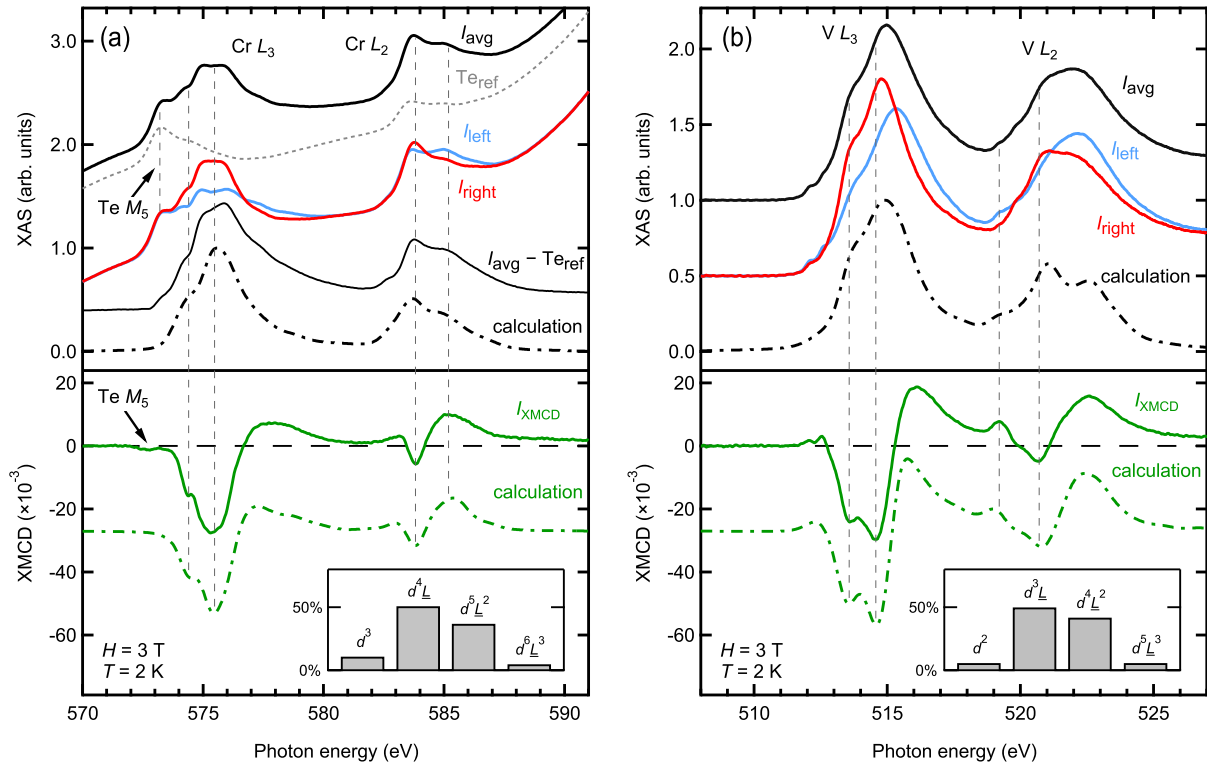 (a)
Cr L₃
Cr L₂
Iavg
Teref
Ileft
Iright
Te M₅
Iavg − Teref
calculation
XAS (arb. units)
3.0
2.0
1.0
0.0
Te M₅
IXMCD
calculation
XMCD (×10⁻³)
20
0
-20
-40
-60
H = 3 T
T = 2 K
50%
0%
d³
d⁴L
d⁵L²
d⁶L³
570
575
580
585
590
Photon energy (eV)
(b)
V L₃
V L₂
Iavg
Ileft
Iright
calculation
XAS (arb. units)
2.0
1.5
1.0
0.5
0.0
IXMCD
calculation
XMCD (×10⁻³)
20
0
-20
-40
-60
H = 3 T
T = 2 K
50%
0%
d²
d³L
d⁴L²
d⁵L³
510
515
520
525
Photon energy (eV)